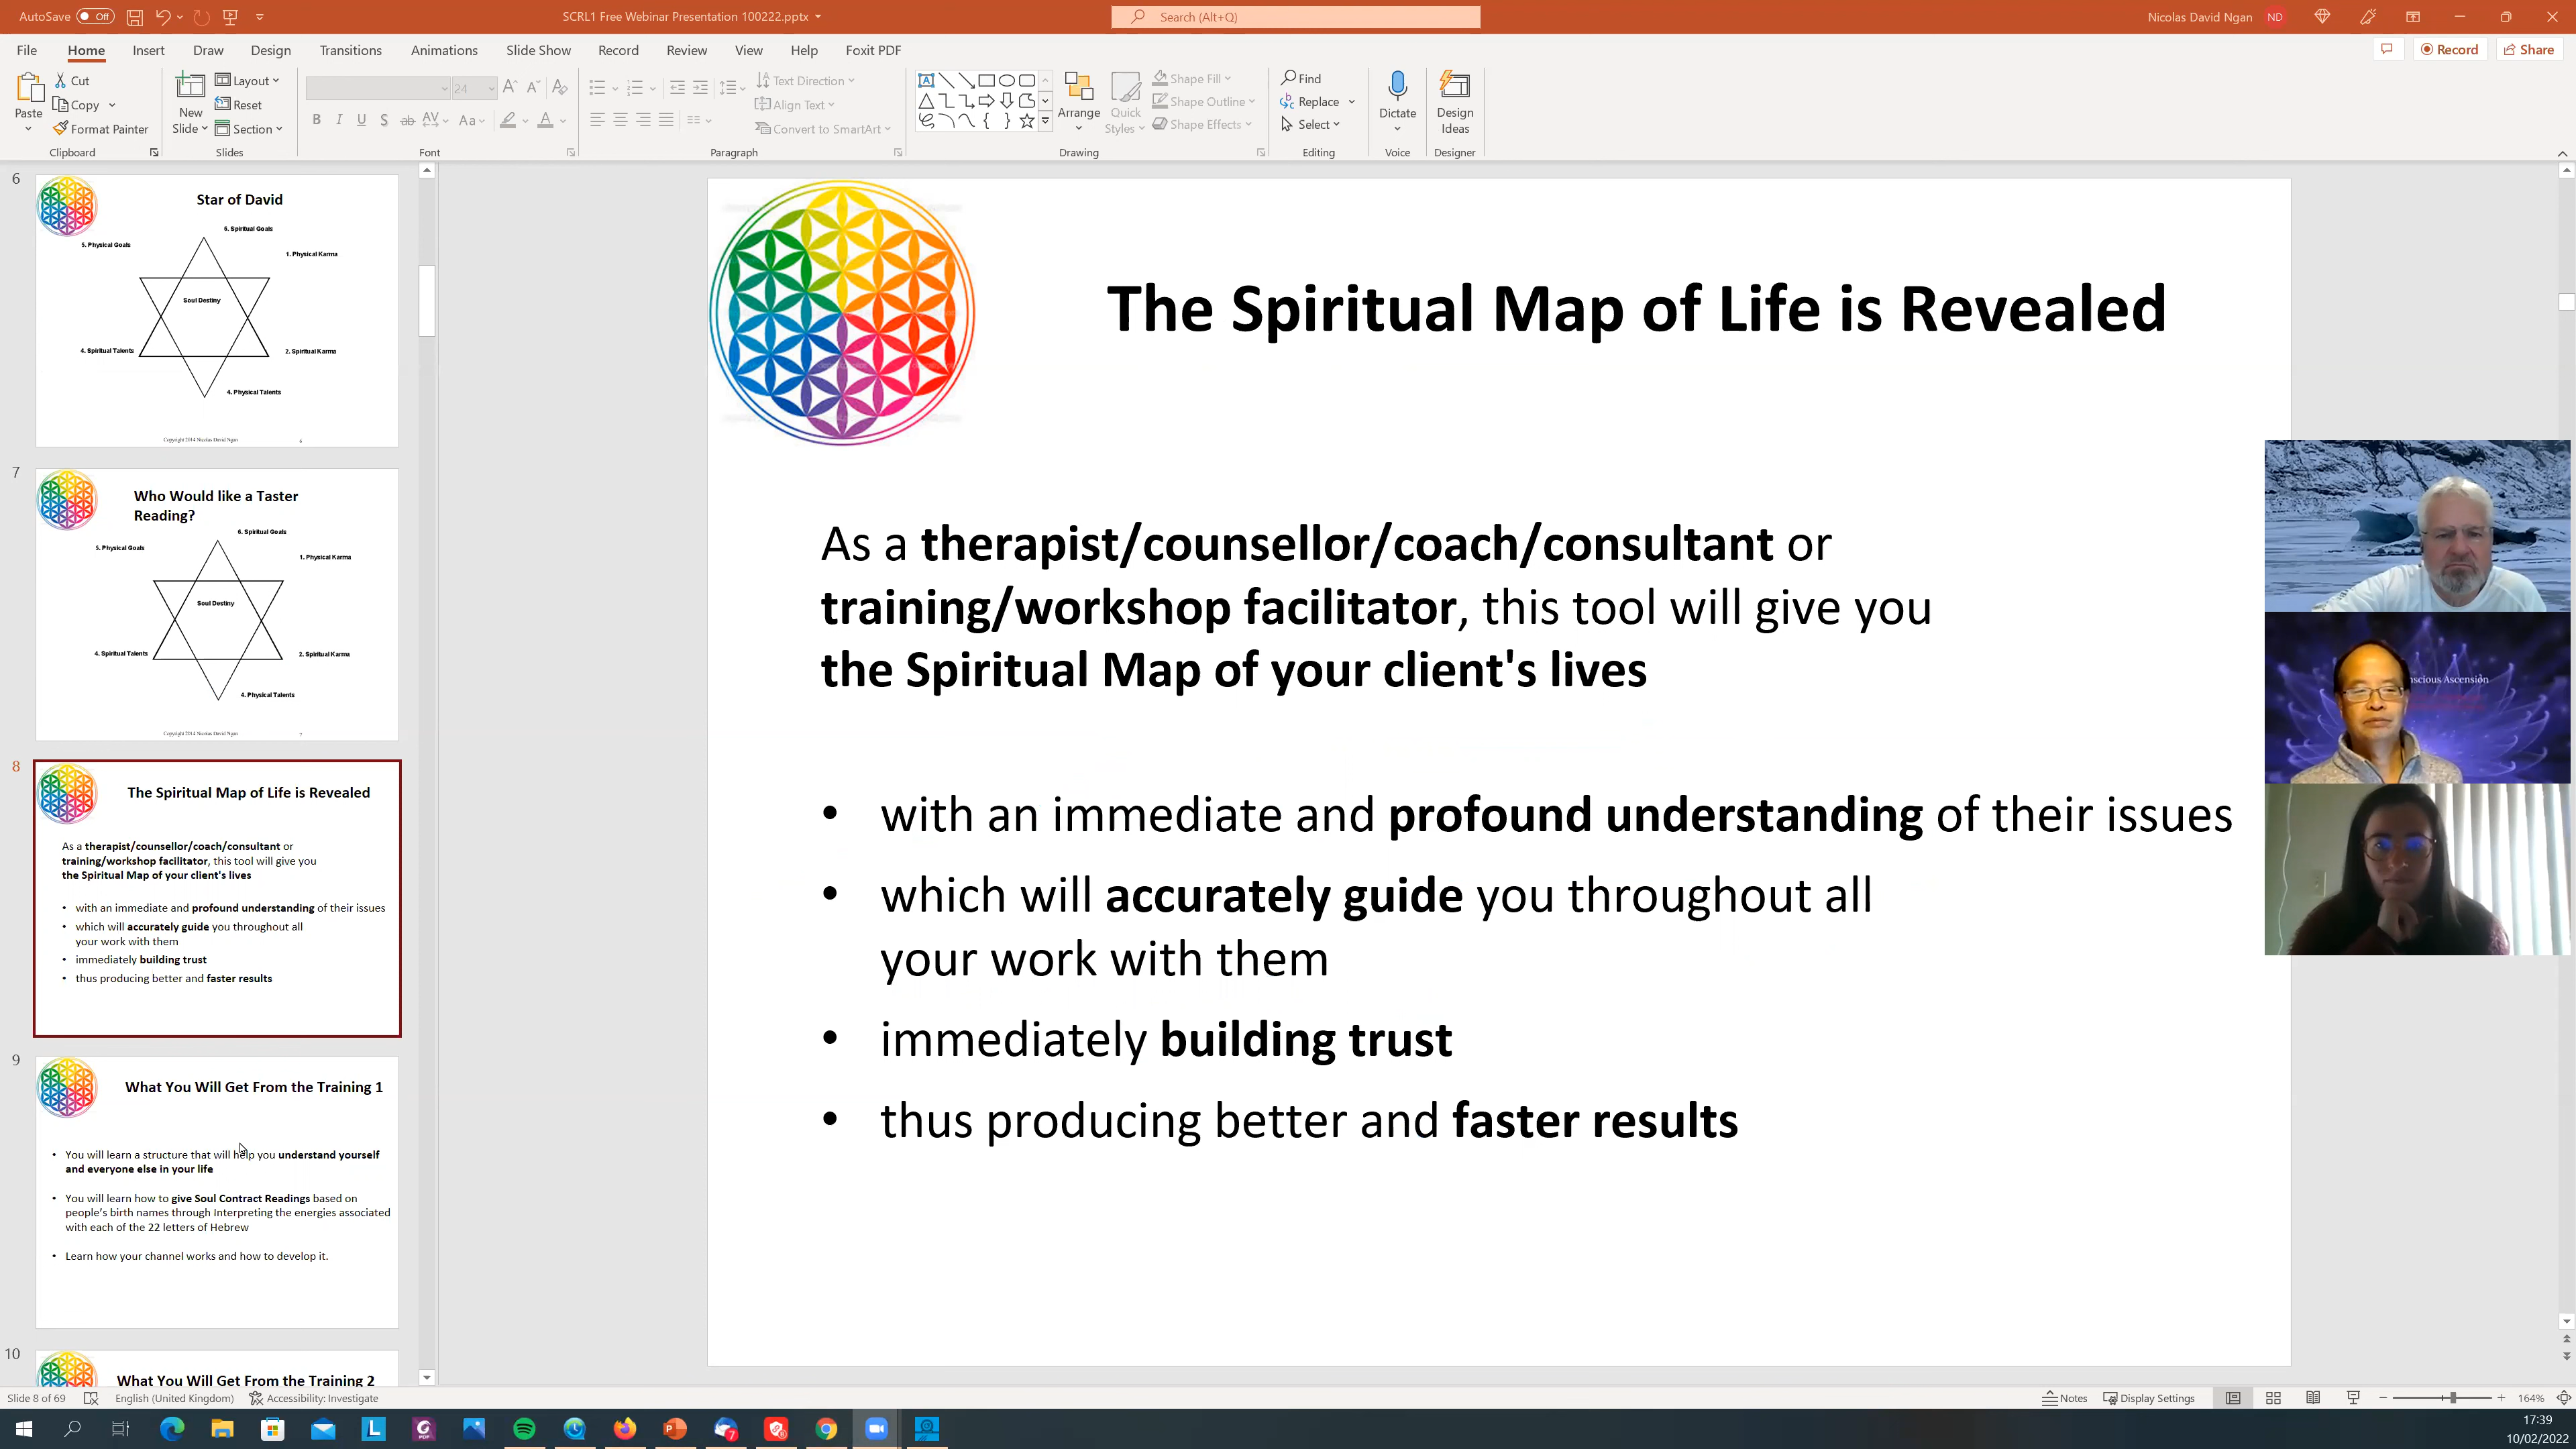 AutoSave Off
SCRL1 Free Webinar Presentation 100222.pptx
Search (Alt+Q)
Nicolas David Ngan ND
File Home Insert Draw Design Transitions Animations Slide Show Record Review View Help Foxit PDF
Record Share
Paste
Cut
Copy
Format Painter
Clipboard
New
Slide
Layout
Reset
Section
Slides
24
Font
Text Direction
Align Text
Convert to SmartArt
Paragraph
Arrange
Quick
Styles
Shape Fill
Shape Outline
Shape Effects
Drawing
Find
Replace
Select
Editing
Dictate
Voice
Design
Ideas
Designer
6
Star of David
6. Spiritual Goals
5. Physical Goals
1. Physical Karma
Soul Destiny
4. Spiritual Talents
2. Spiritual Karma
4. Physical Talents
Copyright 2014 Nicolas David Ngan 6
7
Who Would like a Taster
Reading?
6. Spiritual Goals
5. Physical Goals
1. Physical Karma
Soul Destiny
4. Spiritual Talents
2. Spiritual Karma
4. Physical Talents
Copyright 2014 Nicolas David Ngan 7
8
The Spiritual Map of Life is Revealed
As a therapist/counsellor/coach/consultant or
training/workshop facilitator, this tool will give you
the Spiritual Map of your client's lives
• with an immediate and profound understanding of their issues
• which will accurately guide you throughout all
your work with them
• immediately building trust
• thus producing better and faster results
9
What You Will Get From the Training 1
• You will learn a structure that will help you understand yourself
and everyone else in your life
• You will learn how to give Soul Contract Readings based on
people's birth names through Interpreting the energies associated
with each of the 22 letters of Hebrew
• Learn how your channel works and how to develop it.
10
What You Will Get From the Training 2
The Spiritual Map of Life is Revealed
As a therapist/counsellor/coach/consultant or
training/workshop facilitator, this tool will give you
the Spiritual Map of your client's lives
• with an immediate and profound understanding of their issues
• which will accurately guide you throughout all
your work with them
• immediately building trust
• thus producing better and faster results
scious Ascension
Slide 8 of 69 English (United Kingdom) Accessibility: Investigate
Notes Display Settings 164%
17:39
10/02/2022